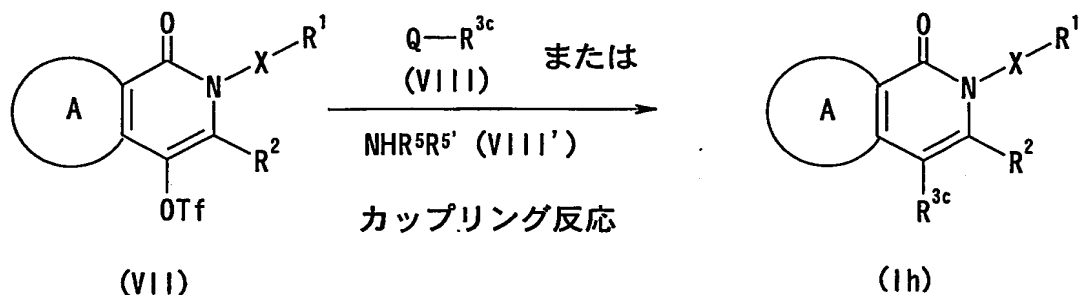 O
R¹
N
X
A
R²
OTf
(VII)
Q—R³ᶜ
(VIII)
または
NHR⁵R⁵' (VIII')
カップリング反応
O
R¹
N
X
A
R²
R³ᶜ
(Ih)